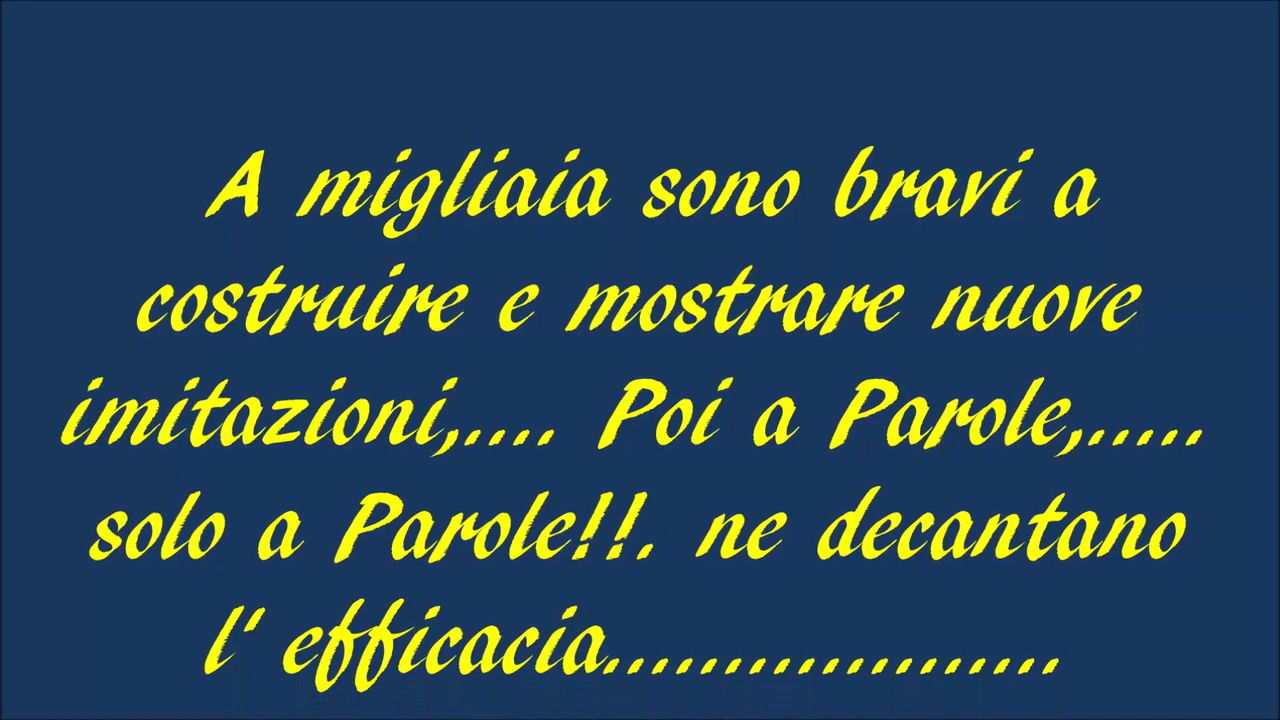 A migliaia sono bravi a
costruire e mostrare nuove
imitazioni,.... Poi a Parole,.....
solo a Parole!!. ne decantano
l' efficacia...................